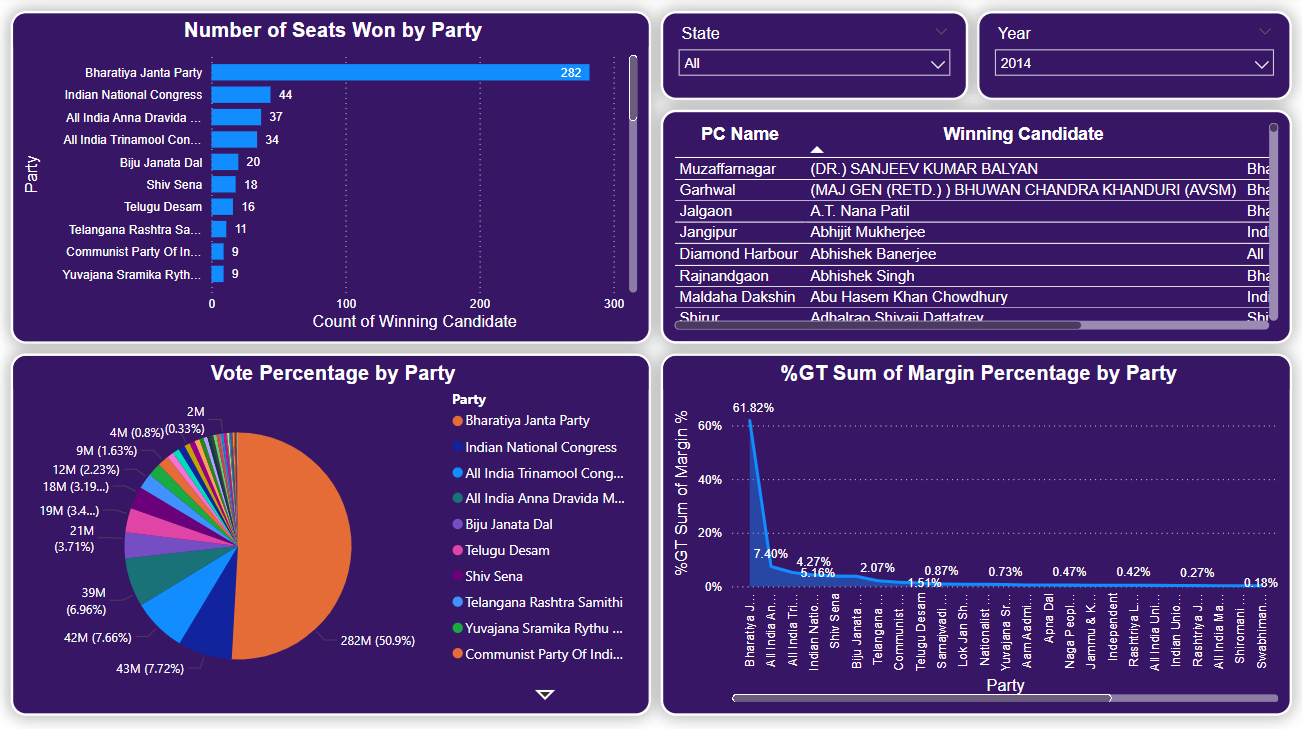 Number of Seats Won by Party
Party
Bharatiya Janta Party 282
Indian National Congress 44
All India Anna Dravida ... 37
All India Trinamool Con... 34
Biju Janata Dal 20
Shiv Sena 18
Telugu Desam 16
Telangana Rashtra Sa... 11
Communist Party Of In... 9
Yuvajana Sramika Ryth... 9
0 100 200 300
Count of Winning Candidate
State
All
Year
2014
PC Name Winning Candidate
Muzaffarnagar (DR.) SANJEEV KUMAR BALYAN Bha
Garhwal (MAJ GEN (RETD.) ) BHUWAN CHANDRA KHANDURI (AVSM) Bha
Jalgaon A.T. Nana Patil Bha
Jangipur Abhijit Mukherjee Indi
Diamond Harbour Abhishek Banerjee All
Rajnandgaon Abhishek Singh Bha
Maldaha Dakshin Abu Hasem Khan Chowdhury Indi
Shirur Adhalrao Shivaji Dattatrey Shi
Vote Percentage by Party
2M
(0.33%)
4M (0.8%)
9M (1.63%)
12M (2.23%)
18M (3.19...)
19M (3.4...)
21M
(3.71%)
39M
(6.96%)
42M (7.66%)
43M (7.72%)
282M (50.9%)
Party
Bharatiya Janta Party
Indian National Congress
All India Trinamool Cong...
All India Anna Dravida M...
Biju Janata Dal
Telugu Desam
Shiv Sena
Telangana Rashtra Samithi
Yuvajana Sramika Rythu ...
Communist Party Of Indi...
%GT Sum of Margin Percentage by Party
%GT Sum of Margin %
60%
40%
20%
0%
61.82%
7.40%
4.27%
5.16%
2.07%
1.51%
0.87%
0.73%
0.47%
0.42%
0.27%
0.18%
Bharatiya J...
All India An...
All India Tri...
Indian Natio...
Shiv Sena
Biju Janata ...
Telangana...
Communist ...
Telugu Desam
Samajwadi ...
Lok Jan Sh...
Nationalist ...
Yuvajana Sr...
Aam Aadmi...
Apna Dal
Naga Peopl...
Jammu & K...
Independent
Rashtriya L...
All India Uni...
Indian Unio...
Rashtriya J...
All India Ma...
Shiromani ...
Swabhiman...
Party